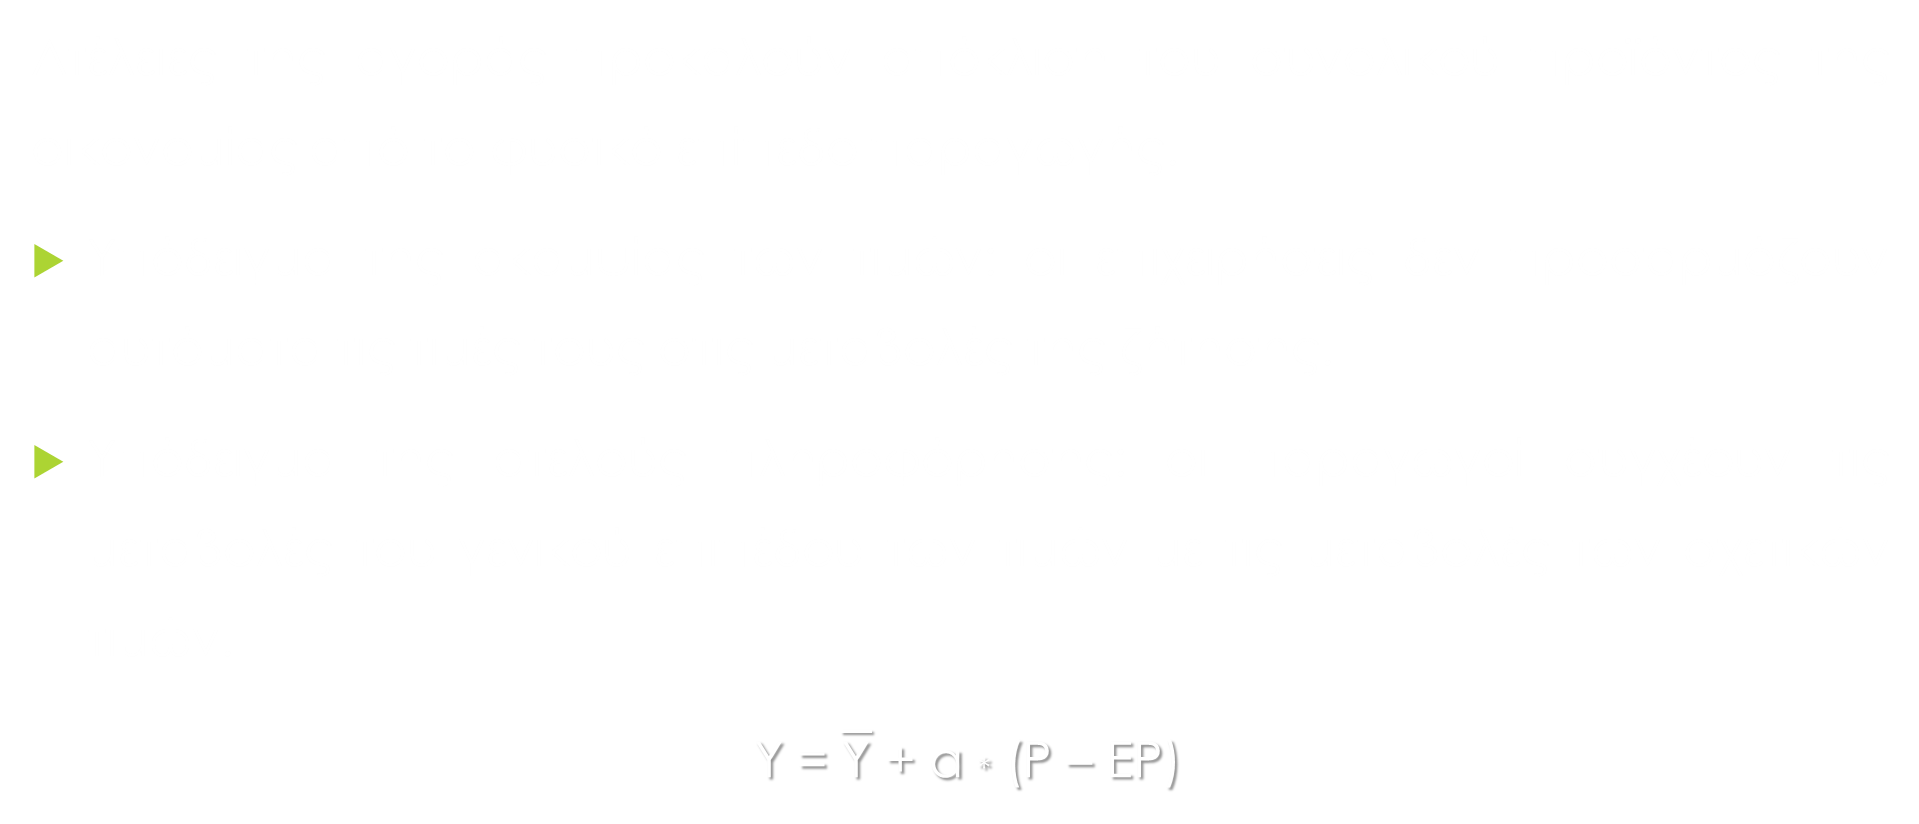 Y = Y̅ + a * (P – EP)